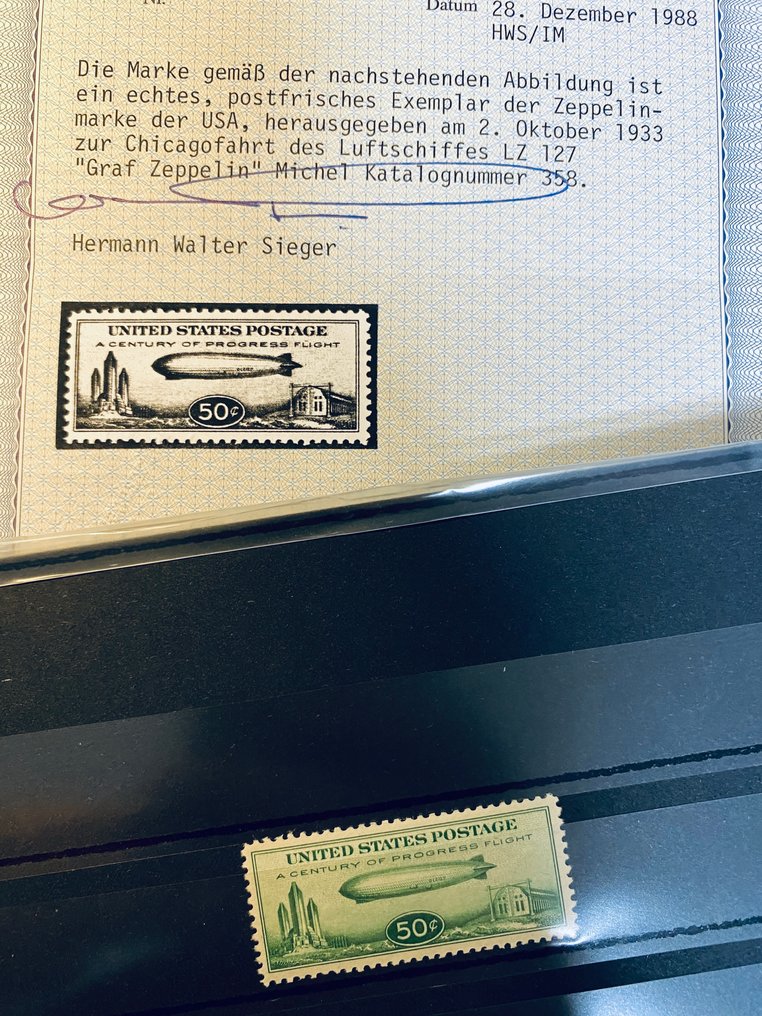 Nr.
Datum 28. Dezember 1988
HWS/IM
Die Marke gemäß der nachstehenden Abbildung ist
ein echtes, postfrisches Exemplar der Zeppelin-
marke der USA, herausgegeben am 2. Oktober 1933
zur Chicagofahrt des Luftschiffes LZ 127
"Graf Zeppelin" Michel Katalognummer 358.
Hermann Walter Sieger
UNITED STATES POSTAGE
A CENTURY OF PROGRESS FLIGHT
50¢
UNITED STATES POSTAGE
A CENTURY OF PROGRESS FLIGHT
50¢